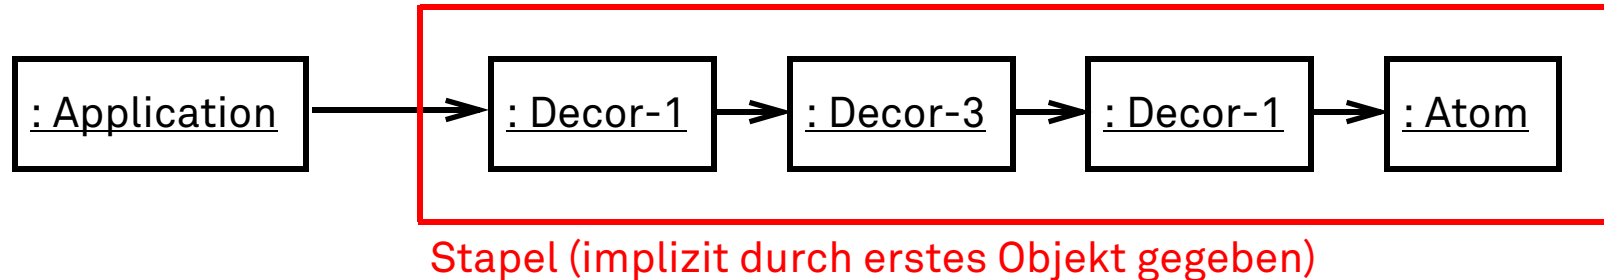 : Application
: Decor-1
: Decor-3
: Decor-1
: Atom
Stapel (implizit durch erstes Objekt gegeben)